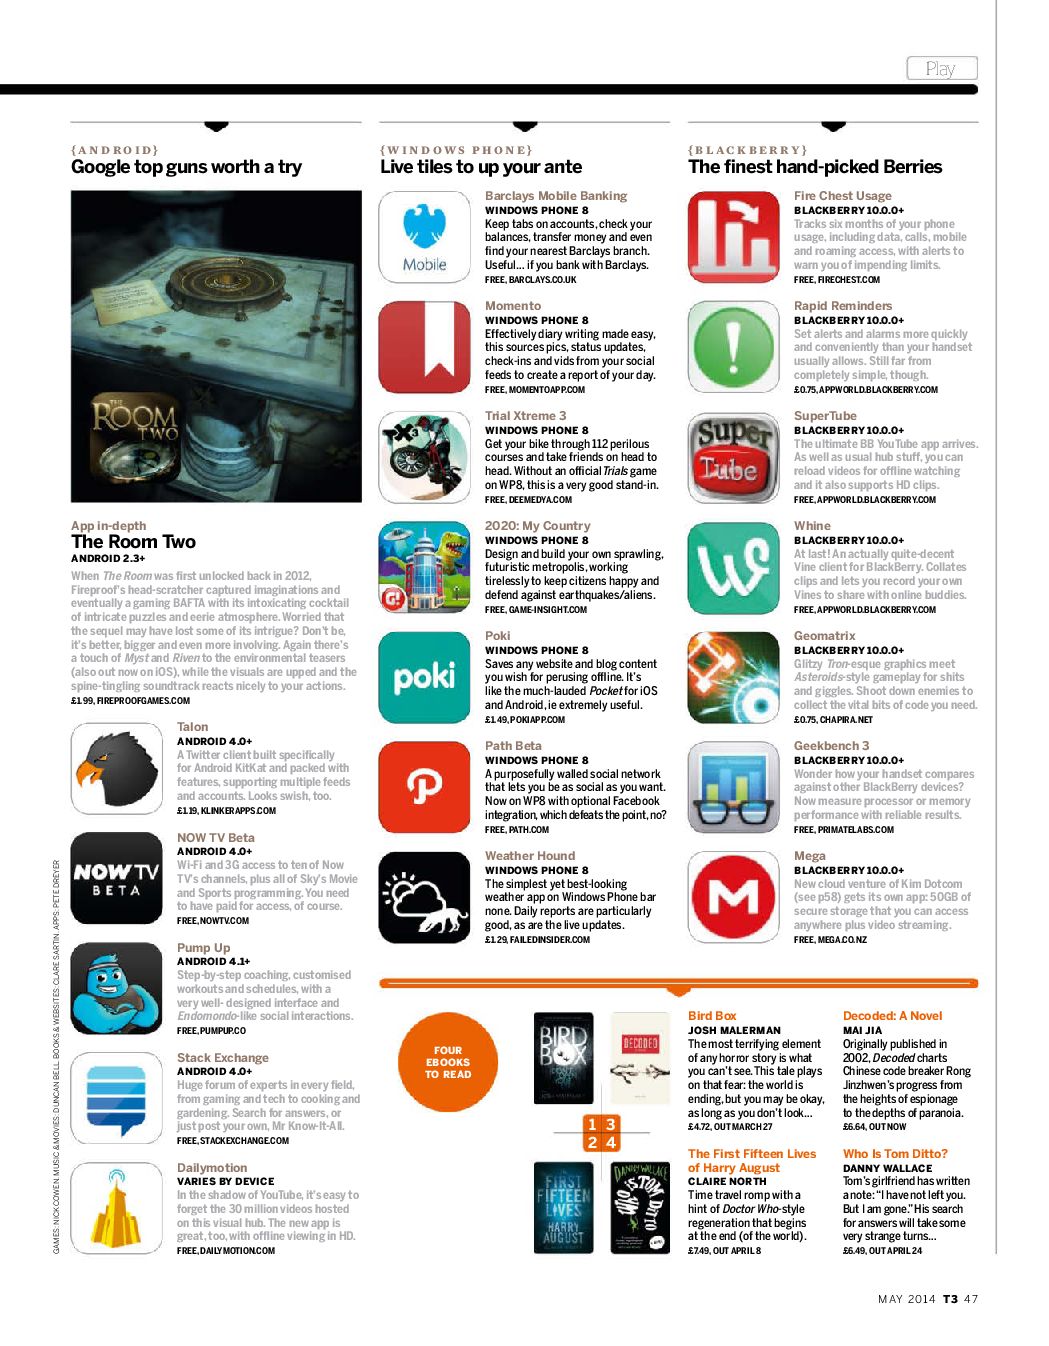 Play
{ANDROID}
Google top guns worth a try
THE
ROOM
TWO
App in-depth
The Room Two
ANDROID 2.3+
When The Room was first unlocked back in 2012,
Fireproof's head-scratcher captured imaginations and
eventually a gaming BAFTA with its intoxicating cocktail
of intricate puzzles and eerie atmosphere. Worried that
the sequel may have lost some of its intrigue? Don't be,
it's better, bigger and even more involving. Again there's
a touch of Myst and Riven to the environmental teasers
(also out now on iOS), while the visuals are upped and the
spine-tingling soundtrack reacts nicely to your actions.
£1.99, FIREPROOFGAMES.COM
Talon
ANDROID 4.0+
A Twitter client built specifically
for Android KitKat and packed with
features, supporting multiple feeds
and accounts. Looks swish, too.
£1.19, KLINKERAPPS.COM
NOW TV
BETA
NOW TV Beta
ANDROID 4.0+
Wi-Fi and 3G access to ten of Now
TV's channels, plus all of Sky's Movie
and Sports programming. You need
to have paid for access, of course.
FREE, NOWTV.COM
Pump Up
ANDROID 4.1+
Step-by-step coaching, customised
workouts and schedules, with a
very well- designed interface and
Endomondo-like social interactions.
FREE, PUMPUP.CO
Stack Exchange
ANDROID 4.0+
Huge forum of experts in every field,
from gaming and tech to cooking and
gardening. Search for answers, or
just post your own, Mr Know-It-All.
FREE, STACKEXCHANGE.COM
Dailymotion
VARIES BY DEVICE
In the shadow of YouTube, it's easy to
forget the 30 million videos hosted
on this visual hub. The new app is
great, too, with offline viewing in HD.
FREE, DAILYMOTION.COM
GAMES: NICK COWEN. MUSIC & MOVIES: DUNCAN BELL. BOOKS & WEBSITES: CLARE SARTIN. APPS: PETE DREYER
{WINDOWS PHONE}
Live tiles to up your ante
Mobile
Barclays Mobile Banking
WINDOWS PHONE 8
Keep tabs on accounts, check your
balances, transfer money and even
find your nearest Barclays branch.
Useful... if you bank with Barclays.
FREE, BARCLAYS.CO.UK
Momento
WINDOWS PHONE 8
Effectively diary writing made easy,
this sources pics, status updates,
check-ins and vids from your social
feeds to create a report of your day.
FREE, MOMENTOAPP.COM
Trial Xtreme 3
WINDOWS PHONE 8
Get your bike through 112 perilous
courses and take friends on head to
head. Without an official Trials game
on WP8, this is a very good stand-in.
FREE, DEEMEDYA.COM
G!
2020: My Country
WINDOWS PHONE 8
Design and build your own sprawling,
futuristic metropolis, working
tirelessly to keep citizens happy and
defend against earthquakes/aliens.
FREE, GAME-INSIGHT.COM
poki
Poki
WINDOWS PHONE 8
Saves any website and blog content
you wish for perusing offline. It's
like the much-lauded Pocket for iOS
and Android, ie extremely useful.
£1.49, POKIAPP.COM
Path Beta
WINDOWS PHONE 8
A purposefully walled social network
that lets you be as social as you want.
Now on WP8 with optional Facebook
integration, which defeats the point, no?
FREE, PATH.COM
Weather Hound
WINDOWS PHONE 8
The simplest yet best-looking
weather app on Windows Phone bar
none. Daily reports are particularly
good, as are the live updates.
£1.29, FAILEDINSIDER.COM
{BLACKBERRY}
The finest hand-picked Berries
Fire Chest Usage
BLACKBERRY 10.0.0+
Tracks six months of your phone
usage, including data, calls, mobile
and roaming access, with alerts to
warn you of impending limits.
FREE, FIRECHEST.COM
Rapid Reminders
BLACKBERRY 10.0.0+
Set alerts and alarms more quickly
and conveniently than your handset
usually allows. Still far from
completely simple, though.
£0.75, APPWORLD.BLACKBERRY.COM
Super
Tube
SuperTube
BLACKBERRY 10.0.0+
The ultimate BB YouTube app arrives.
As well as usual hub stuff, you can
reload videos for offline watching
and it also supports HD clips.
FREE, APPWORLD.BLACKBERRY.COM
Whine
BLACKBERRY 10.0.0+
At last! An actually quite-decent
Vine client for BlackBerry. Collates
clips and lets you record your own
Vines to share with online buddies.
FREE, APPWORLD.BLACKBERRY.COM
Geomatrix
BLACKBERRY 10.0.0+
Glitzy Tron-esque graphics meet
Asteroids-style gameplay for shits
and giggles. Shoot down enemies to
collect the vital bits of code you need.
£0.75, CHAPIRA.NET
Geekbench 3
BLACKBERRY 10.0.0+
Wonder how your handset compares
against other BlackBerry devices?
Now measure processor or memory
performance with reliable results.
FREE, PRIMATELABS.COM
M
Mega
BLACKBERRY 10.0.0+
New cloud venture of Kim Dotcom
(see p58) gets its own app: 50GB of
secure storage that you can access
anywhere plus video streaming.
FREE, MEGA.CO.NZ
FOUR
EBOOKS
TO READ
BIRD
BOX
DECODED
1 3
2 4
THE
FIRST
FIFTEEN
LIVES
HARRY
AUGUST
DANNY WALLACE
WHO IS TOM DITTO
Bird Box
JOSH MALERMAN
The most terrifying element
of any horror story is what
you can't see. This tale plays
on that fear: the world is
ending, but you may be okay,
as long as you don't look...
£4.72, OUT MARCH 27
Decoded: A Novel
MAI JIA
Originally published in
2002, Decoded charts
Chinese code breaker Rong
Jinzhwen's progress from
the heights of espionage
to the depths of paranoia.
£6.64, OUT NOW
The First Fifteen Lives
of Harry August
CLAIRE NORTH
Time travel romp with a
hint of Doctor Who-style
regeneration that begins
at the end (of the world).
£7.49, OUT APRIL 8
Who Is Tom Ditto?
DANNY WALLACE
Tom's girlfriend has written
a note: "I have not left you.
But I am gone." His search
for answers will take some
very strange turns...
£6.49, OUT APRIL 24
MAY 2014 T3 47